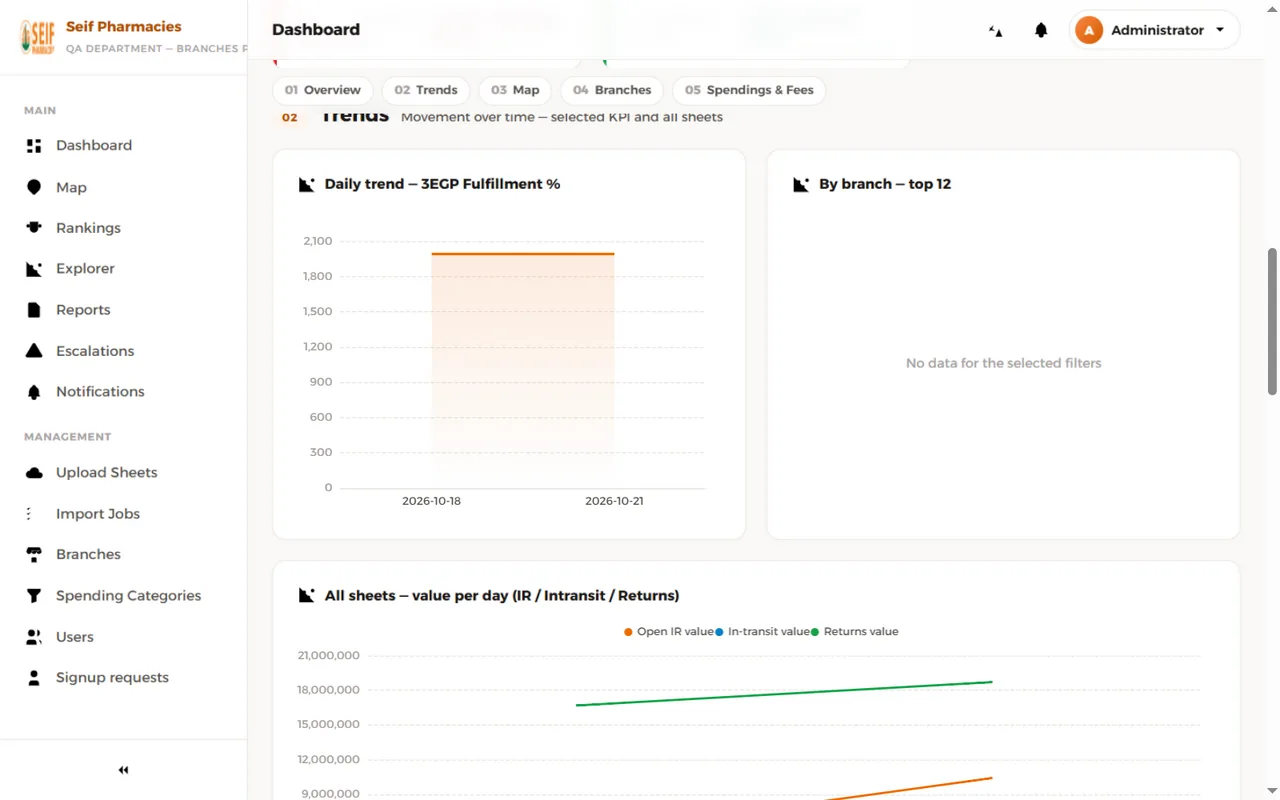 SEIF
Seif Pharmacies
QA DEPARTMENT — BRANCHES P
MAIN
Dashboard
Map
Rankings
Explorer
Reports
Escalations
Notifications
MANAGEMENT
Upload Sheets
Import Jobs
Branches
Spending Categories
Users
Signup requests
Dashboard
A Administrator
01 Overview
02 Trends
03 Map
04 Branches
05 Spendings & Fees
02 Trends Movement over time — selected KPI and all sheets
Daily trend — 3EGP Fulfillment %
2,100
1,800
1,500
1,200
900
600
300
0
2026-10-18
2026-10-21
By branch — top 12
No data for the selected filters
All sheets — value per day (IR / Intransit / Returns)
Open IR value In-transit value Returns value
21,000,000
18,000,000
15,000,000
12,000,000
9,000,000